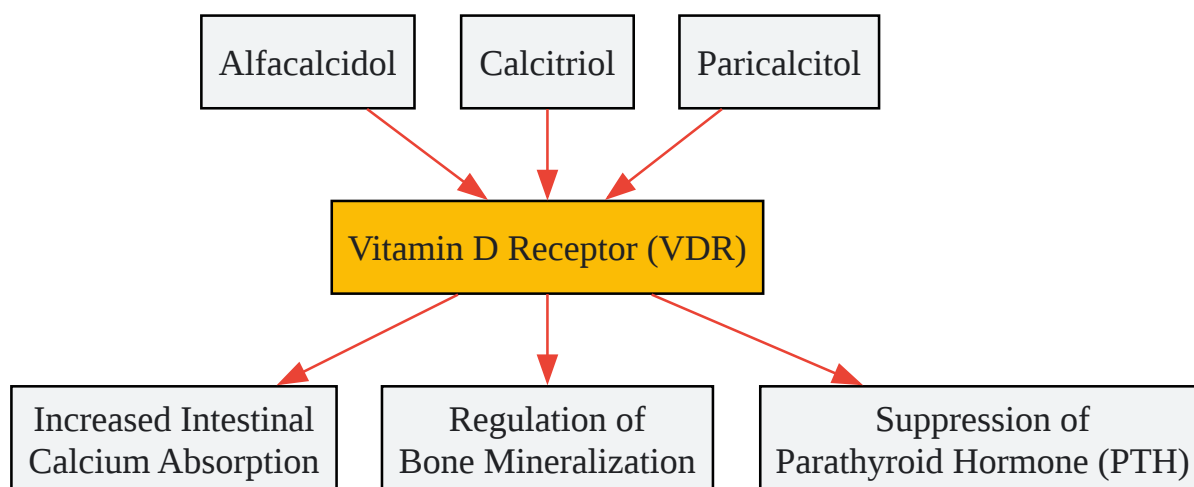 Alfacalcidol
Calcitriol
Paricalcitol
Vitamin D Receptor (VDR)
Increased Intestinal
Calcium Absorption
Regulation of
Bone Mineralization
Suppression of
Parathyroid Hormone (PTH)